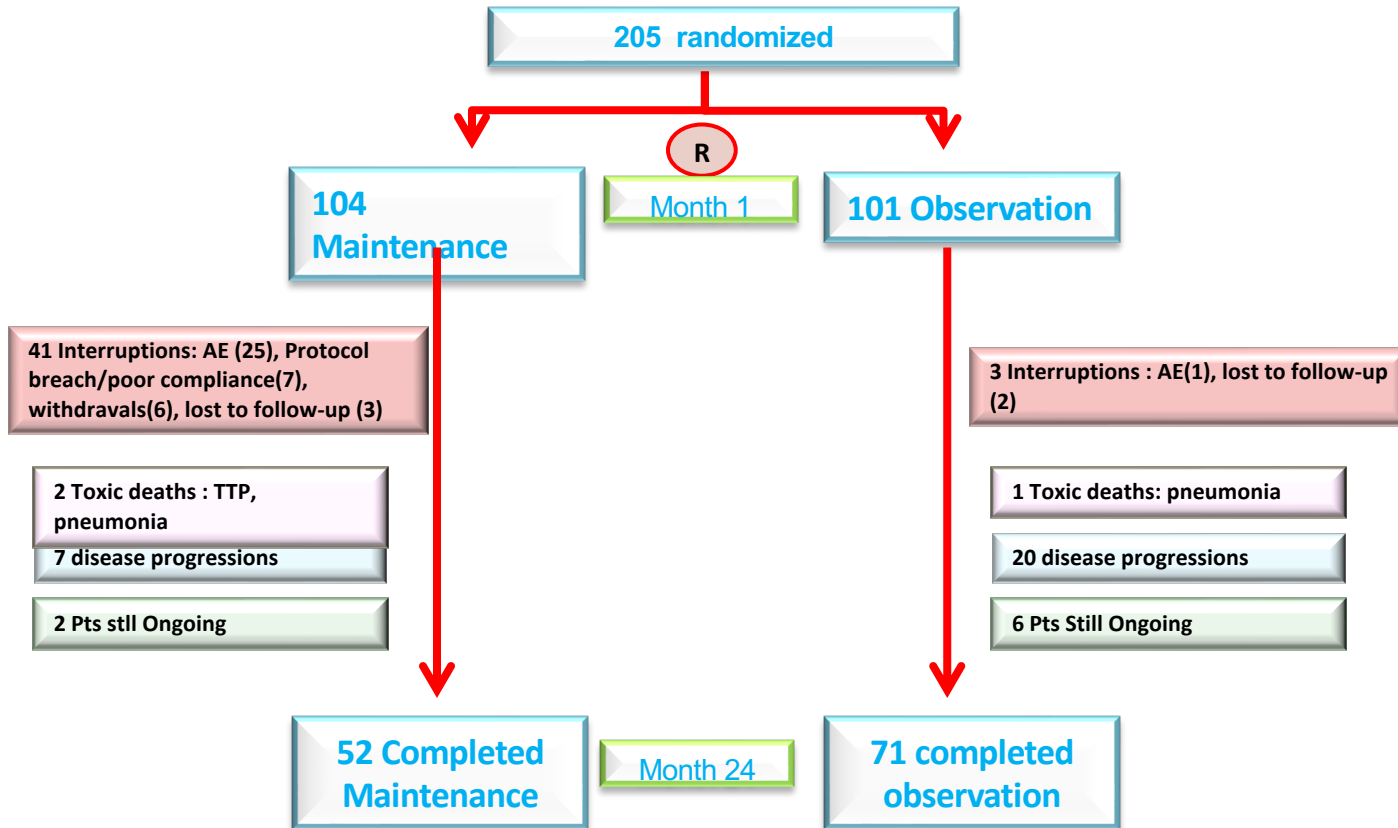 205 randomized
R
104
Maintenance
Month 1
101 Observation
41 Interruptions: AE (25), Protocol
breach/poor compliance(7),
withdravals(6), lost to follow-up (3)
3 Interruptions : AE(1), lost to follow-up
(2)
2 Toxic deaths : TTP,
pneumonia
1 Toxic deaths: pneumonia
7 disease progressions
20 disease progressions
2 Pts stll Ongoing
6 Pts Still Ongoing
52 Completed
Maintenance
Month 24
71 completed
observation